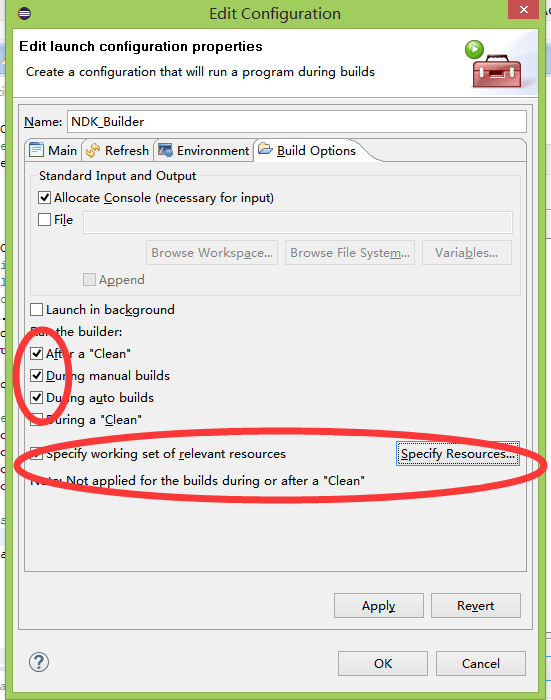 Edit Configuration
Edit launch configuration properties
Create a configuration that will run a program during builds
Name: NDK_Builder
Main Refresh Environment Build Options
Standard Input and Output
Allocate Console (necessary for input)
File
Browse Workspace... Browse File System... Variables...
Append
Launch in background
Run the builder:
After a "Clean"
During manual builds
During auto builds
During a "Clean"
Specify working set of relevant resources Specify Resources...
Note: Not applied for the builds during or after a "Clean"
Apply Revert
OK Cancel